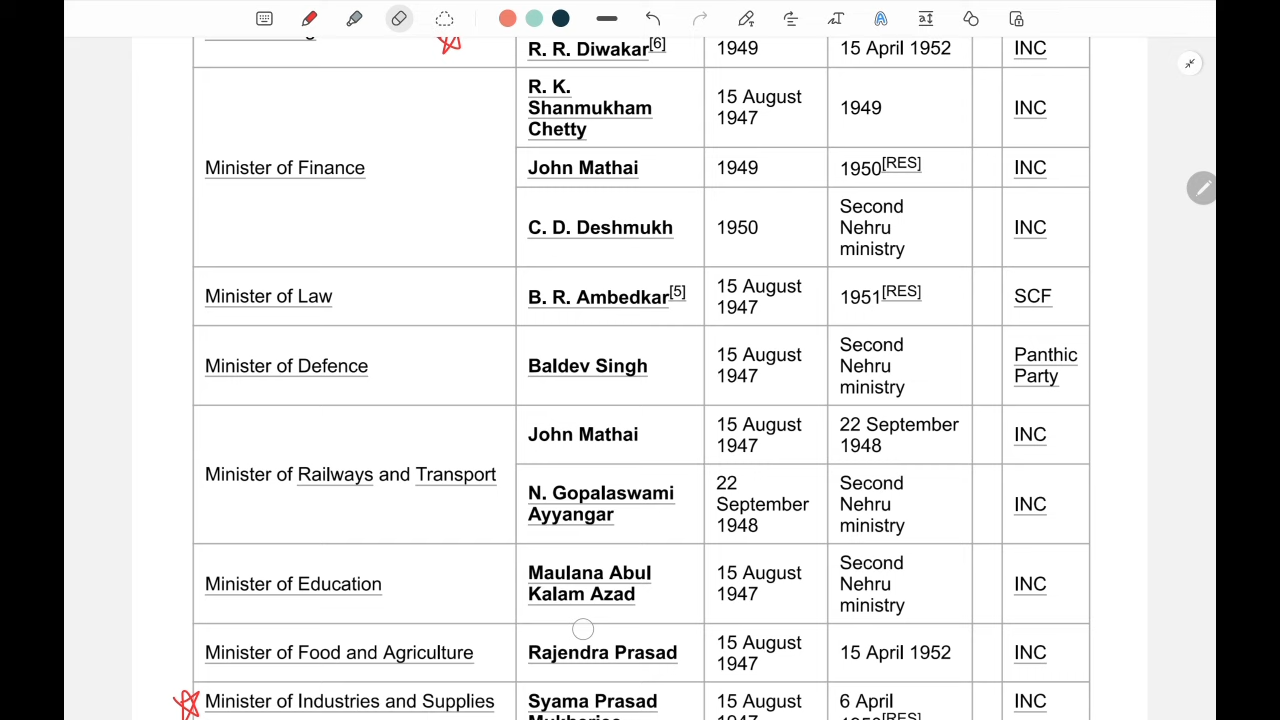 R. R. Diwakar[6] 1949 15 April 1952 INC
R. K.
Shanmukham
Chetty
15 August
1947
1949
INC
Minister of Finance
John Mathai 1949 1950[RES] INC
C. D. Deshmukh 1950
Second
Nehru
ministry
INC
Minister of Law
B. R. Ambedkar[5]
15 August
1947
1951[RES]
SCF
Minister of Defence
Baldev Singh
15 August
1947
Second
Nehru
ministry
Panthic
Party
Minister of Railways and Transport
John Mathai
15 August
1947
22 September
1948
INC
N. Gopalaswami
Ayyangar
22
September
1948
Second
Nehru
ministry
INC
Minister of Education
Maulana Abul
Kalam Azad
15 August
1947
Second
Nehru
ministry
INC
Minister of Food and Agriculture
Rajendra Prasad
15 August
1947
15 April 1952
INC
Minister of Industries and Supplies
Syama Prasad
15 August
6 April
INC